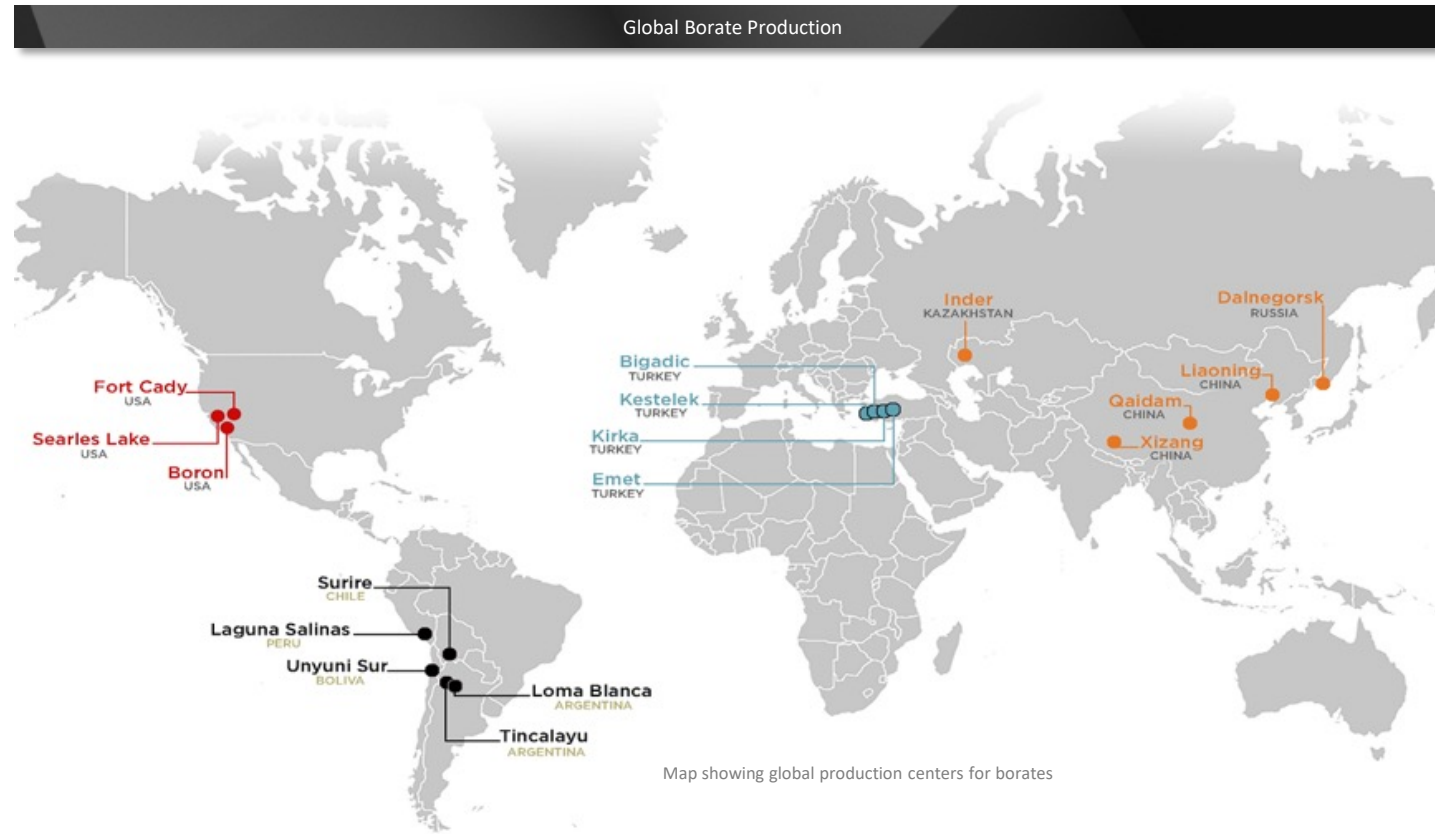 Global Borate Production
Inder
KAZAKHSTAN
Dalnegorsk
RUSSIA
Bigadic
TURKEY
Liaoning
CHINA
Fort Cady
USA
Kestelek
TURKEY
Qaidam
CHINA
Searles Lake
USA
Kirka
TURKEY
Xizang
CHINA
Boron
USA
Emet
TURKEY
Surire
CHILE
Laguna Salinas
PERU
Unyuni Sur
BOLIVA
Loma Blanca
ARGENTINA
Tincalayu
ARGENTINA
Map showing global production centers for borates